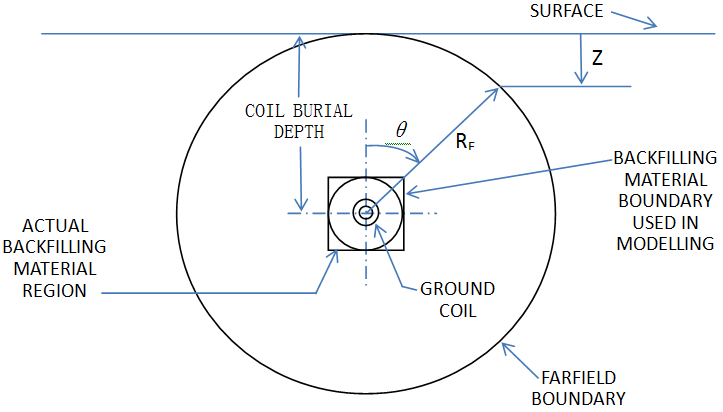 SURFACE
Z
COIL BURIAL
DEPTH
θ
RF
BACKFILLING
MATERIAL
BOUNDARY
USED IN
MODELLING
ACTUAL
BACKFILLING
MATERIAL
REGION
GROUND
COIL
FARFIELD
BOUNDARY